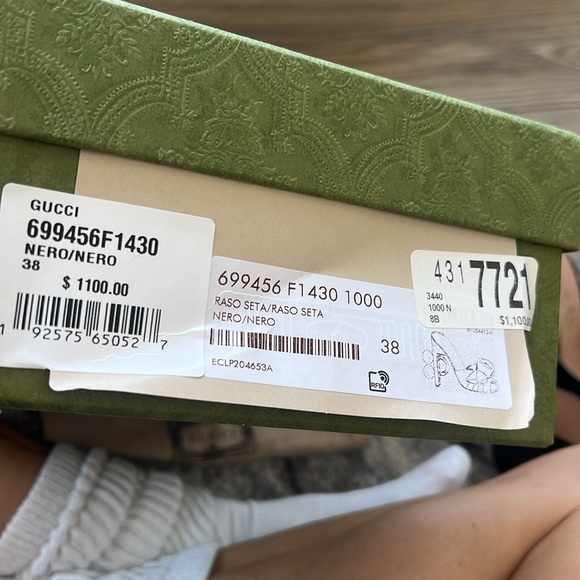 GUCCI
699456F1430
NERO/NERO
38
$ 1100.00
1 92575 65052 7
699456 F1430 1000
RASO SETA/RASO SETA
NERO/NERO
38
ECLP204653A
RFID
431 7721
3440
1000 N
8B
$1,100.00